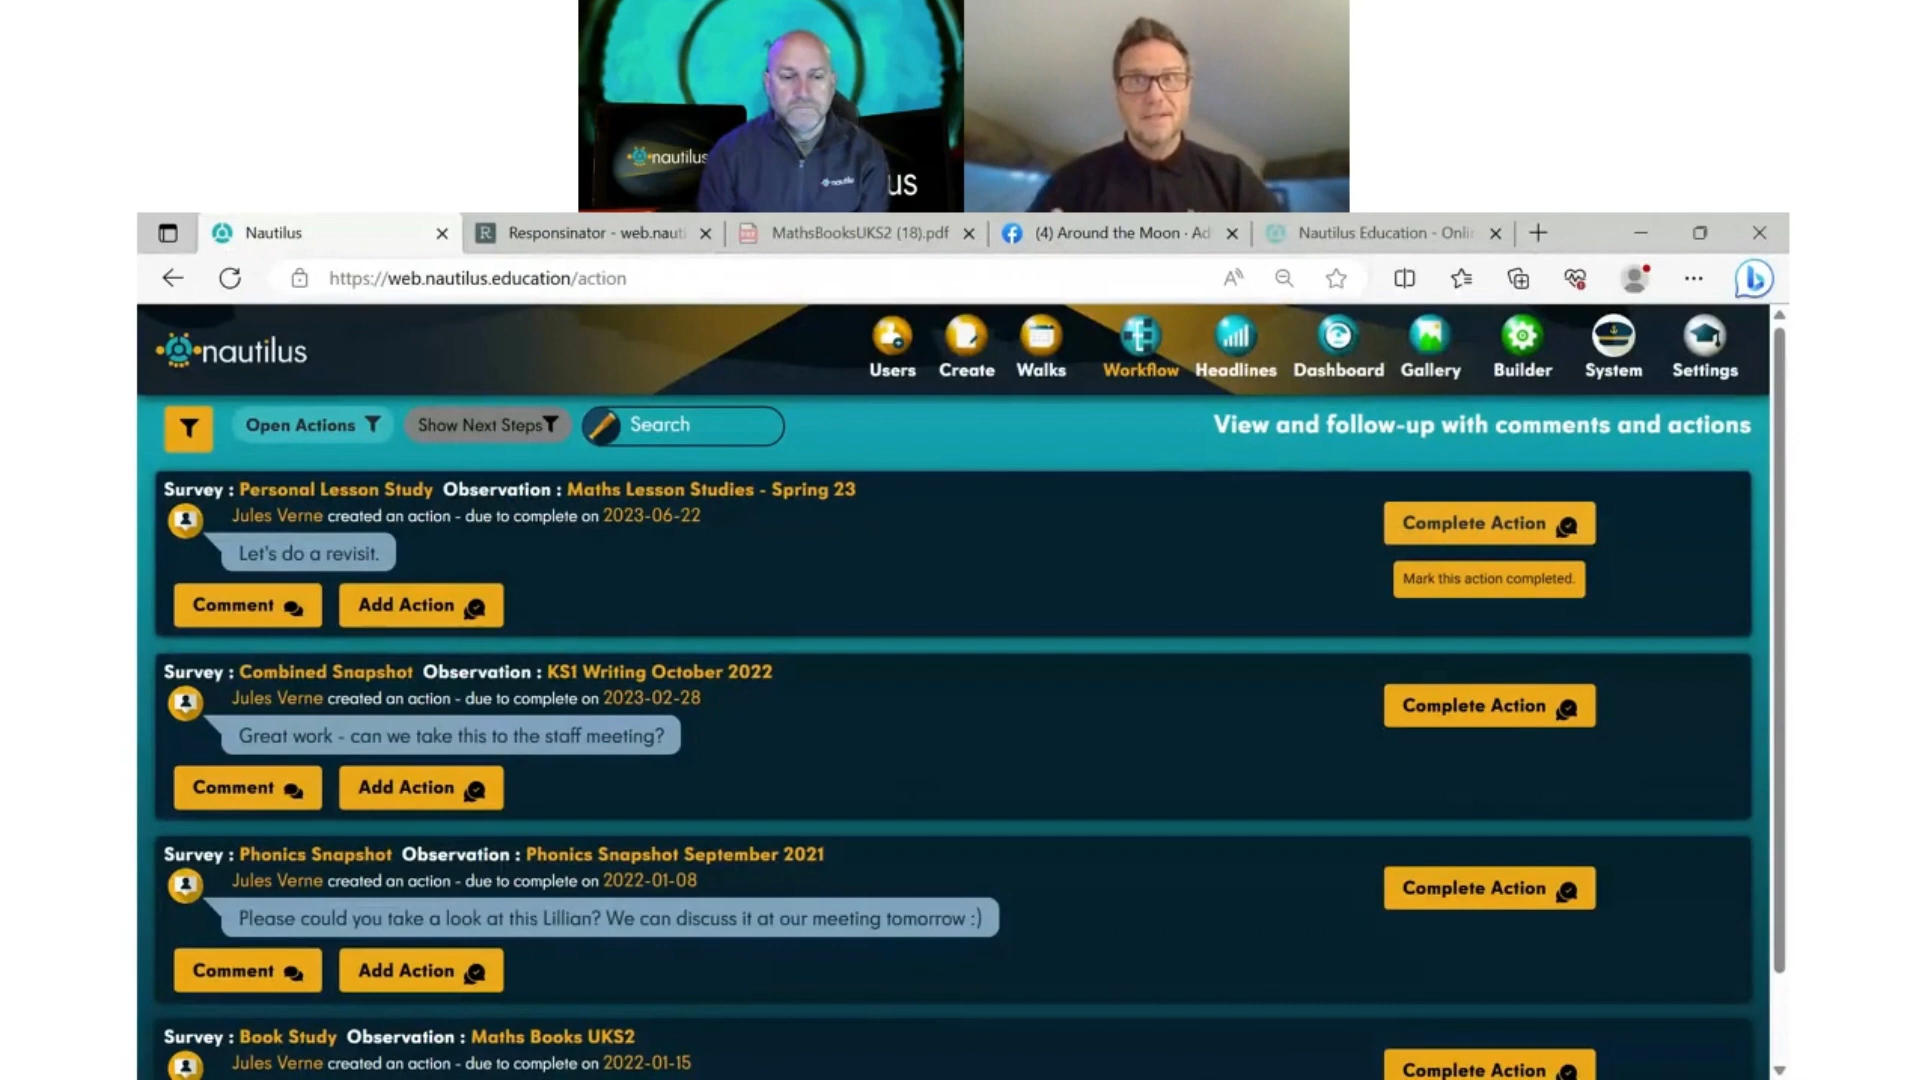 nautilus
nautilus
us
Nautilus
Responsinator - web.nauti
MathsBooksUKS2 (18).pdf
(4) Around the Moon · Ad
Nautilus Education - Onli
https://web.nautilus.education/action
nautilus
Users
Create
Walks
Workflow
Headlines
Dashboard
Gallery
Builder
System
Settings
Open Actions
Show Next Steps
Search
View and follow-up with comments and actions
Survey : Personal Lesson Study Observation : Maths Lesson Studies - Spring 23
Jules Verne created an action - due to complete on 2023-06-22
Let's do a revisit.
Complete Action
Mark this action completed.
Comment
Add Action
Survey : Combined Snapshot Observation : KS1 Writing October 2022
Jules Verne created an action - due to complete on 2023-02-28
Great work - can we take this to the staff meeting?
Complete Action
Comment
Add Action
Survey : Phonics Snapshot Observation : Phonics Snapshot September 2021
Jules Verne created an action - due to complete on 2022-01-08
Please could you take a look at this Lillian? We can discuss it at our meeting tomorrow :)
Complete Action
Comment
Add Action
Survey : Book Study Observation : Maths Books UKS2
Jules Verne created an action - due to complete on 2022-01-15
Complete Action